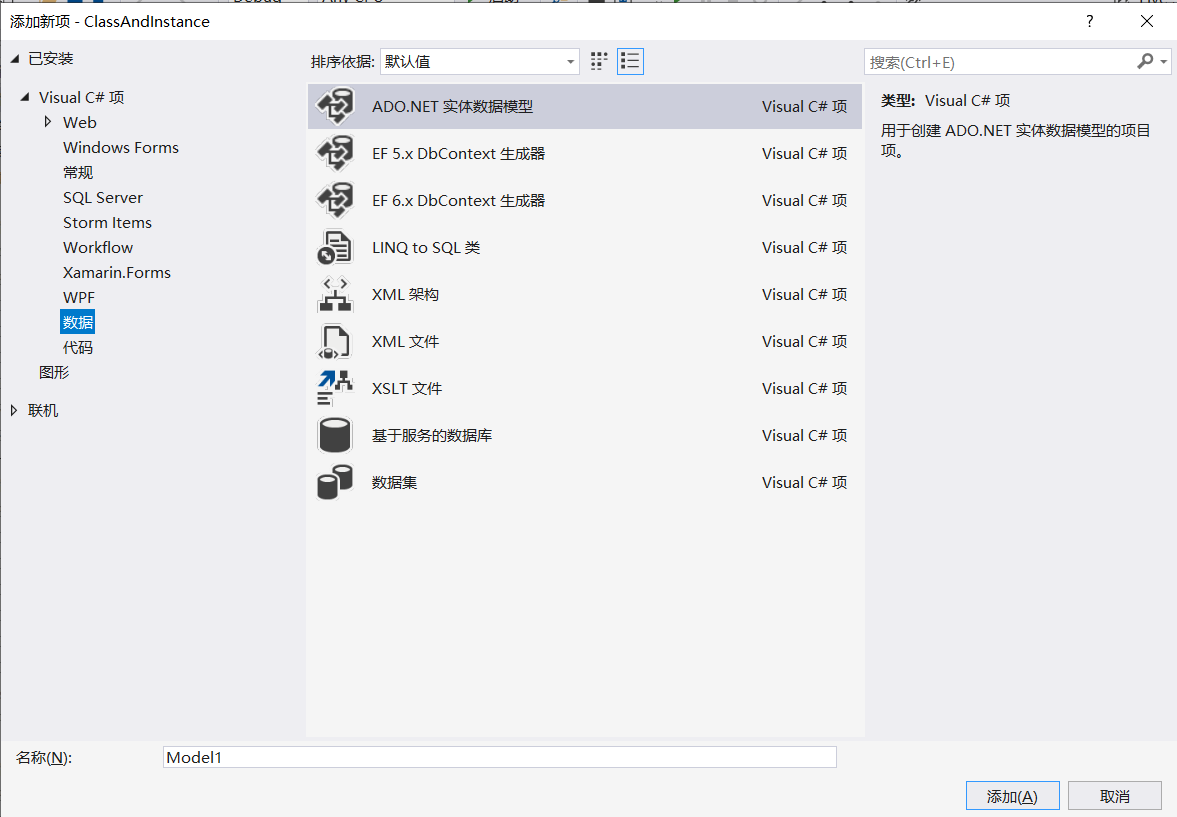 添加新项 - ClassAndInstance
?
已安装
Visual C# 项
Web
Windows Forms
常规
SQL Server
Storm Items
Workflow
Xamarin.Forms
WPF
数据
代码
图形
联机
排序依据: 默认值
ADO.NET 实体数据模型 Visual C# 项
EF 5.x DbContext 生成器 Visual C# 项
EF 6.x DbContext 生成器 Visual C# 项
LINQ to SQL 类 Visual C# 项
XML 架构 Visual C# 项
XML 文件 Visual C# 项
XSLT 文件 Visual C# 项
基于服务的数据库 Visual C# 项
数据集 Visual C# 项
搜索(Ctrl+E)
类型: Visual C# 项
用于创建 ADO.NET 实体数据模型的项目
项。
名称(N): Model1
添加(A) 取消